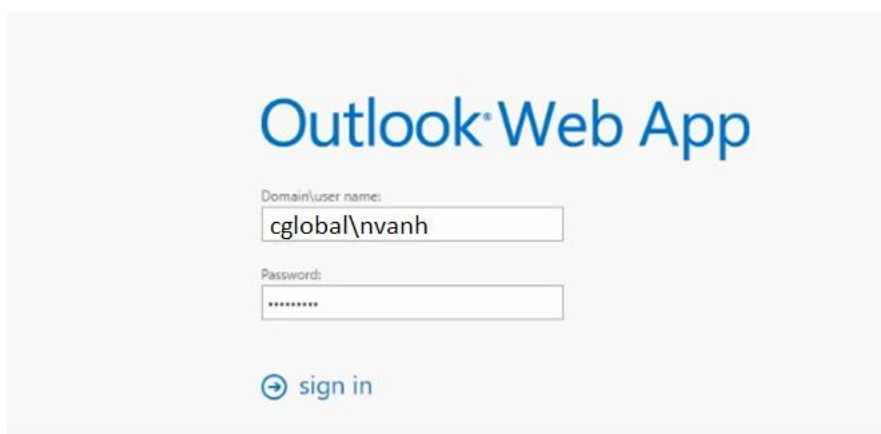 Outlook® Web App
Domain\user name:
cglobal\nvanh
Password:
•••••••••
sign in